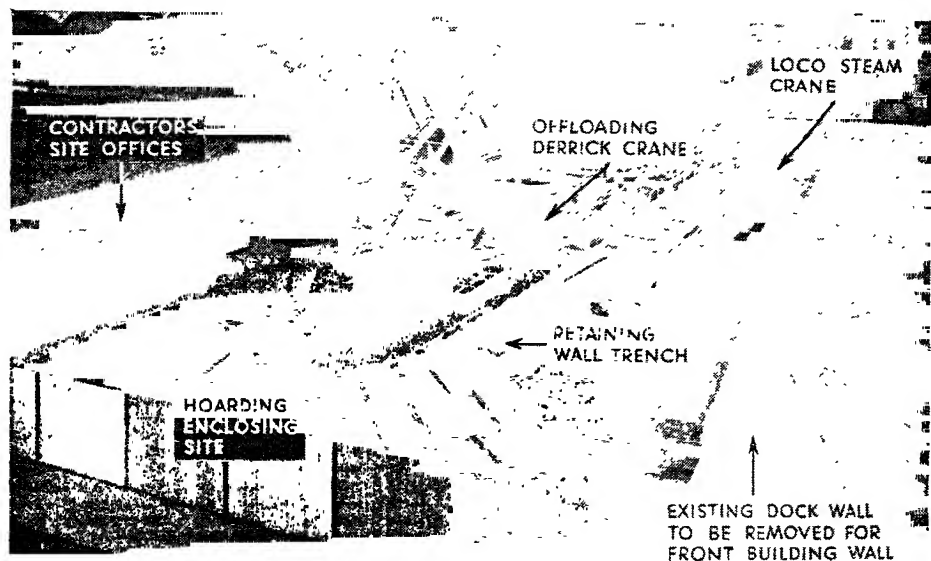 LOCO STEAM
CRANE
CONTRACTORS
SITE OFFICES
OFFLOADING
DERRICK CRANE
RETAINING
WALL TRENCH
HOARDING
ENCLOSING
SITE
EXISTING DOCK WALL
TO BE REMOVED FOR
FRONT BUILDING WALL